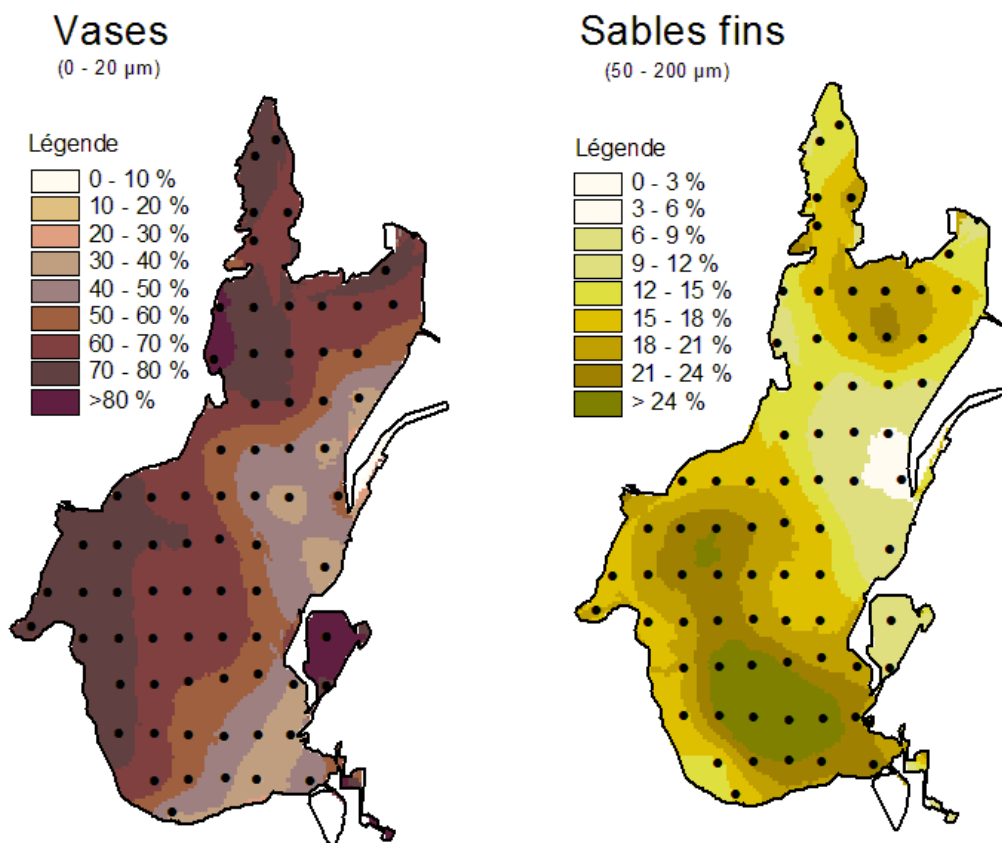 Vases
(0 - 20 µm)
Légende
0 - 10 %
10 - 20 %
20 - 30 %
30 - 40 %
40 - 50 %
50 - 60 %
60 - 70 %
70 - 80 %
>80 %
Sables fins
(50 - 200 µm)
Légende
0 - 3 %
3 - 6 %
6 - 9 %
9 - 12 %
12 - 15 %
15 - 18 %
18 - 21 %
21 - 24 %
> 24 %